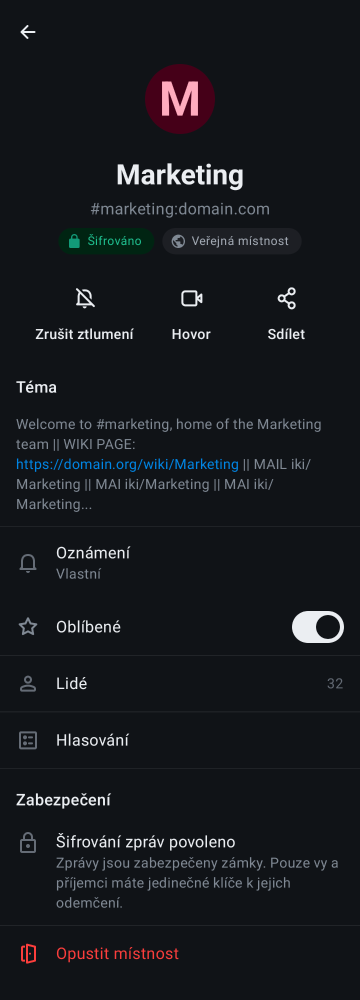 M
Marketing
#marketing:domain.com
Šifrováno
Veřejná místnost
Zrušit ztlumení
Hovor
Sdílet
Téma
Welcome to #marketing, home of the Marketing
team || WIKI PAGE:
https://domain.org/wiki/Marketing || MAIL iki/
Marketing || MAI iki/Marketing || MAI iki/
Marketing...
Oznámení
Vlastní
Oblíbené
Lidé 32
Hlasování
Zabezpečení
Šifrování zpráv povoleno
Zprávy jsou zabezpečeny zámky. Pouze vy a
příjemci máte jedinečné klíče k jejich
odemčení.
Opustit místnost